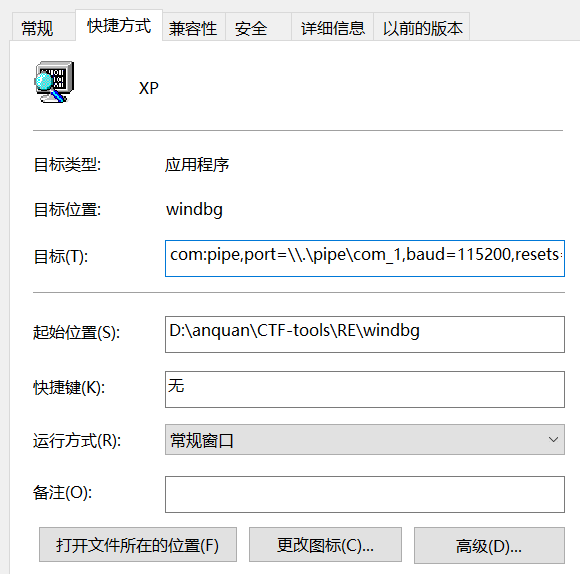 常规 快捷方式 兼容性 安全 详细信息 以前的版本
XP
目标类型: 应用程序
目标位置: windbg
目标(T): com:pipe,port=\\.\pipe\com_1,baud=115200,resets=
起始位置(S): D:\anquan\CTF-tools\RE\windbg
快捷键(K): 无
运行方式(R): 常规窗口
备注(O):
打开文件所在的位置(F) 更改图标(C)... 高级(D)...